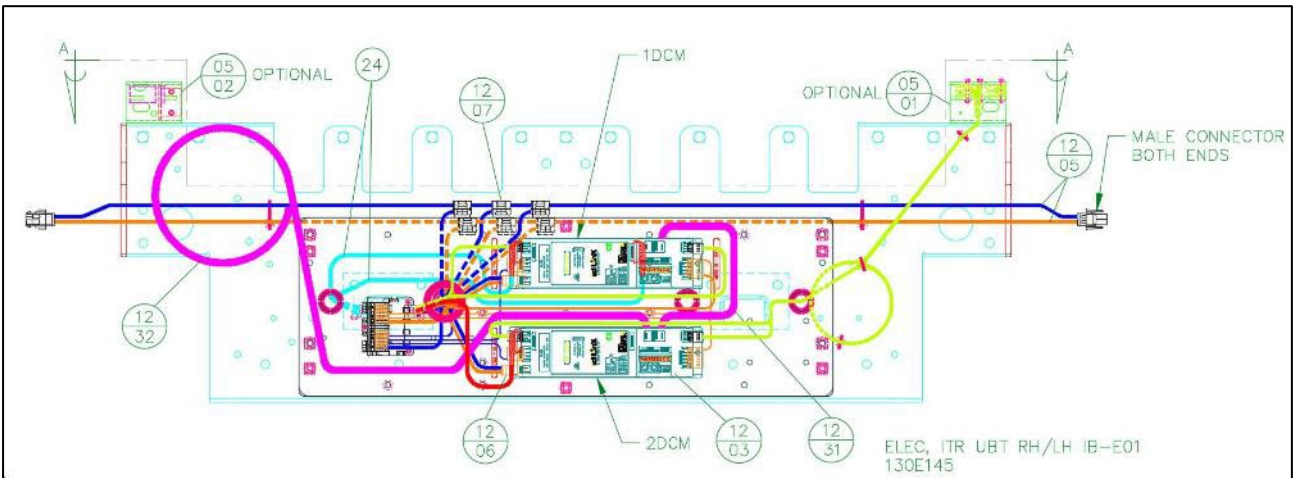 A
05
02
OPTIONAL
24
12
07
1DCM
OPTIONAL
05
01
A
12
05
MALE CONNECTOR
BOTH ENDS
12
32
12
06
2DCM
12
03
12
31
ELEC, ITR UBT RH/LH IB-E01
130E145